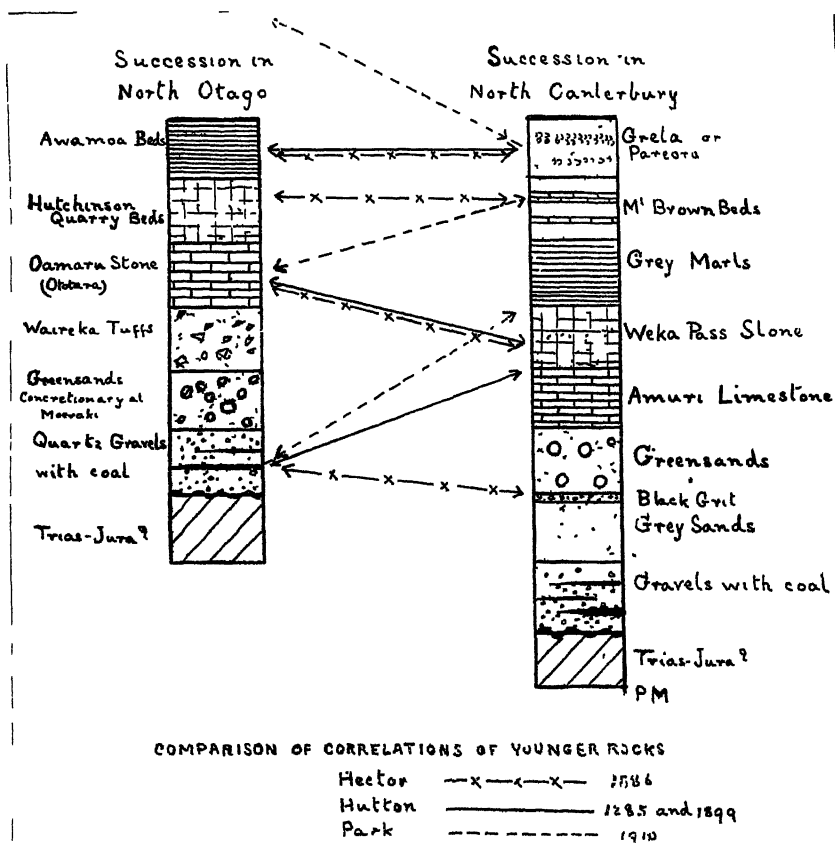 Succession in
North Otago
Awamoa Beds
Hutchinson
Quarry Beds
Oamaru Stone
(Ototara)
Waireka Tuffs
Greensands
Concretionary at
Moeraki
Quartz Gravels
with coal
Trias-Jura?
Succession in
North Canterbury
Greta or
Pareora
Mt Brown Beds
Grey Marls
Weka Pass Stone
Amuri Limestone
Greensands
Black Grit
Grey Sands
Gravels with coal
Trias-Jura?
PM
COMPARISON OF CORRELATIONS OF YOUNGER ROCKS
Hector
Hutton 1885 and 1899
Park 1910